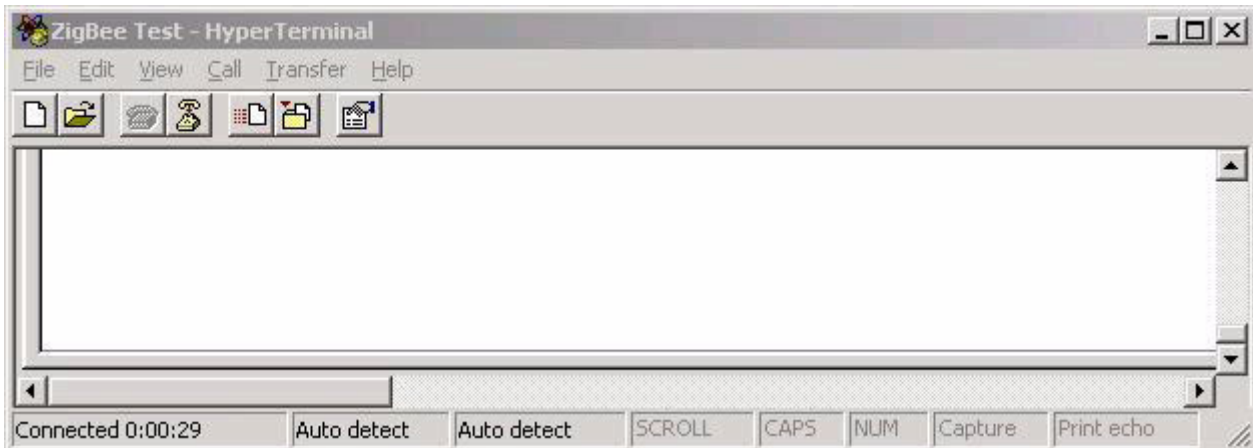 ZigBee Test - HyperTerminal
File Edit View Call Transfer Help
Connected 0:00:29 Auto detect Auto detect SCROLL CAPS NUM Capture Print echo